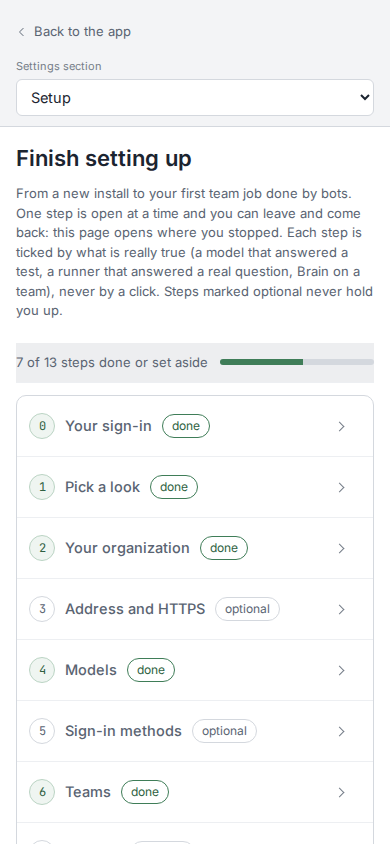 Back to the app
Settings section
Setup
Finish setting up
From a new install to your first team job done by bots.
One step is open at a time and you can leave and come
back: this page opens where you stopped. Each step is
ticked by what is really true (a model that answered a
test, a runner that answered a real question, Brain on a
team), never by a click. Steps marked optional never hold
you up.
7 of 13 steps done or set aside
0 Your sign-in done
1 Pick a look done
2 Your organization done
3 Address and HTTPS optional
4 Models done
5 Sign-in methods optional
6 Teams done